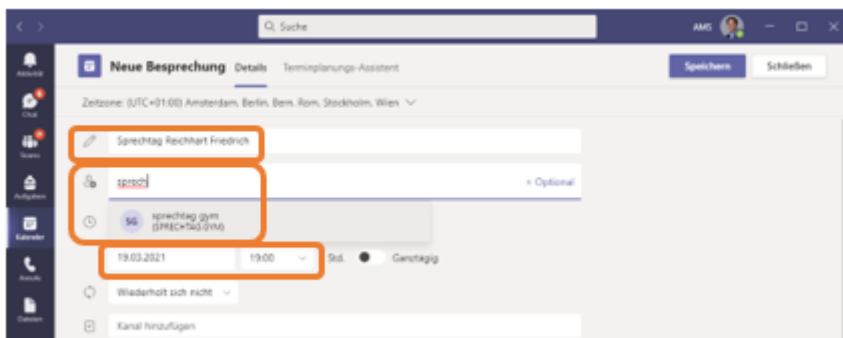 Suche
AMS
Aktivität
Neue Besprechung Details Terminplanungs-Assistent
Speichern Schließen
Chat
Zeitzone: (UTC+01:00) Amsterdam, Berlin, Bern, Rom, Stockholm, Wien
Teams
Sprechtag Reichhart Friedrich
Aufgaben
sprech
+ Optional
Kalender
SG sprechtag gym
(SPRECHTAG.GYM)
Anrufe
19.03.2021 19:00 Std. Ganztägig
Dateien
Wiederholt sich nicht
Kanal hinzufügen